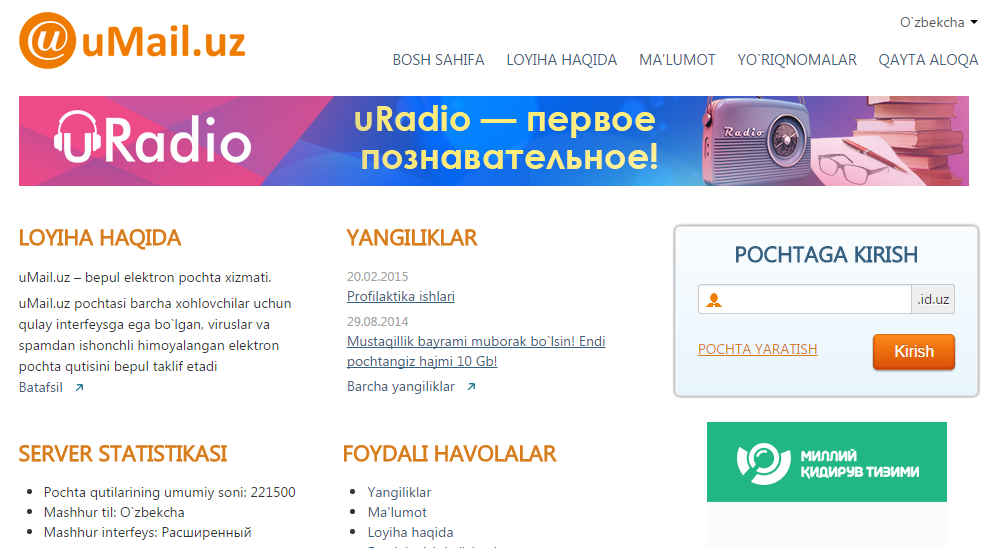 @uMail.uz
O`zbekcha
BOSH SAHIFA LOYIHA HAQIDA MA'LUMOT YO`RIQNOMALAR QAYTA ALOQA
uRadio
uRadio — первое
познавательное!
Radio
LOYIHA HAQIDA
uMail.uz – bepul elektron pochta xizmati.
uMail.uz pochtasi barcha xohlovchilar uchun
qulay interfeysga ega bo`lgan, viruslar va
spamdan ishonchli himoyalangan elektron
pochta qutisini bepul taklif etadi
Batafsil
YANGILIKLAR
20.02.2015
Profilaktika ishlari
29.08.2014
Mustaqillik bayrami muborak bo`lsin! Endi
pochtangiz hajmi 10 Gb!
Barcha yangiliklar
POCHTAGA KIRISH
.id.uz
POCHTA YARATISH
Kirish
SERVER STATISTIKASI
Pochta qutilarining umumiy soni: 221500
Mashhur til: O`zbekcha
Mashhur interfeys: Расширенный
FOYDALI HAVOLALAR
Yangiliklar
Ma'lumot
Loyiha haqida
МИЛЛИЙ
ҚИДИРУВ ТИЗИМИ